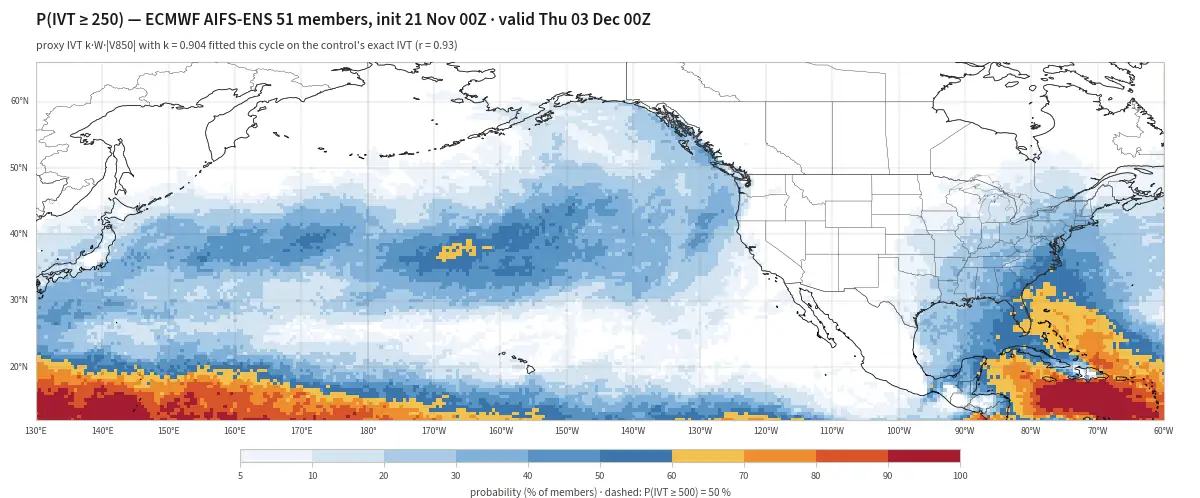 P(IVT ≥ 250) — ECMWF AIFS-ENS 51 members, init 21 Nov 00Z · valid Thu 03 Dec 00Z
proxy IVT k·W·|V850| with k = 0.904 fitted this cycle on the control's exact IVT (r = 0.93)
60°N
50°N
40°N
30°N
20°N
130°E 140°E 150°E 160°E 170°E 180° 170°W 160°W 150°W 140°W 130°W 120°W 110°W 100°W 90°W 80°W 70°W 60°W
5 10 20 30 40 50 60 70 80 90 100
probability (% of members) · dashed: P(IVT ≥ 500) = 50 %